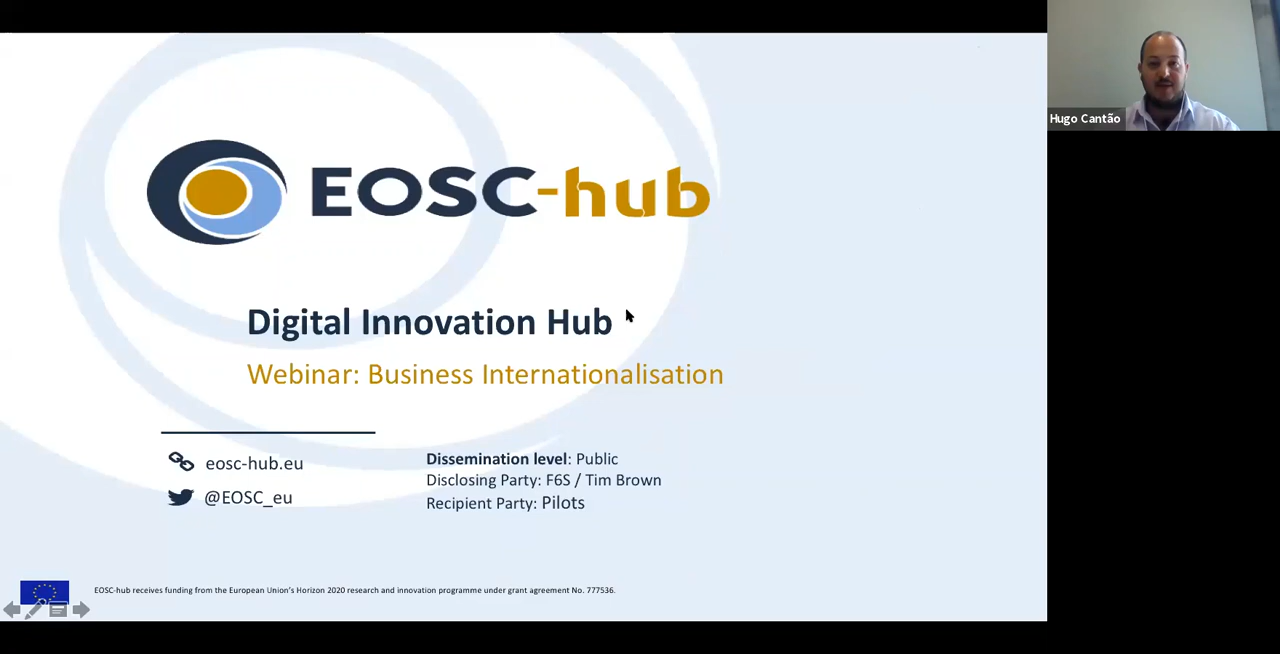 EOSC-hub
Digital Innovation Hub
Webinar: Business Internationalisation
eosc-hub.eu
@EOSC_eu
Dissemination level: Public
Disclosing Party: F6S / Tim Brown
Recipient Party: Pilots
EOSC-hub receives funding from the European Union's Horizon 2020 research and innovation programme under grant agreement No. 777536.
Hugo Cantão